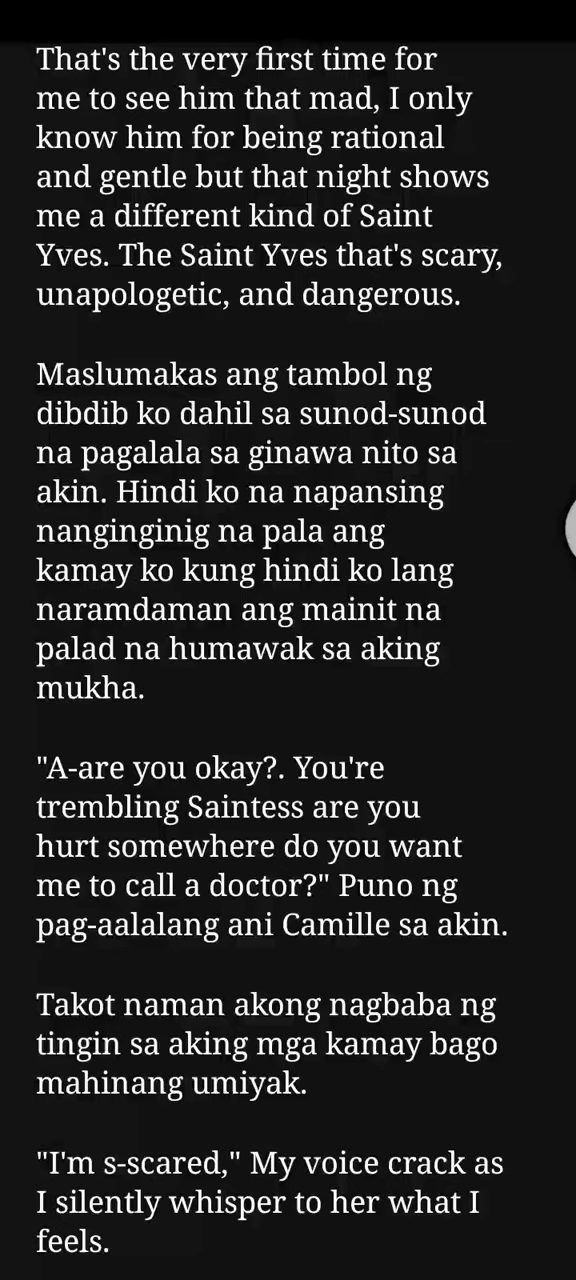 That's the very first time for
me to see him that mad, I only
know him for being rational
and gentle but that night shows
me a different kind of Saint
Yves. The Saint Yves that's scary,
unapologetic, and dangerous.
Maslumakas ang tambol ng
dibdib ko dahil sa sunod-sunod
na pagalala sa ginawa nito sa
akin. Hindi ko na napansing
nanginginig na pala ang
kamay ko kung hindi ko lang
naramdaman ang mainit na
palad na humawak sa aking
mukha.
"A-are you okay?. You're
trembling Saintess are you
hurt somewhere do you want
me to call a doctor?" Puno ng
pag-aalalang ani Camille sa akin.
Takot naman akong nagbaba ng
tingin sa aking mga kamay bago
mahinang umiyak.
"I'm s-scared," My voice crack as
I silently whisper to her what I
feels.